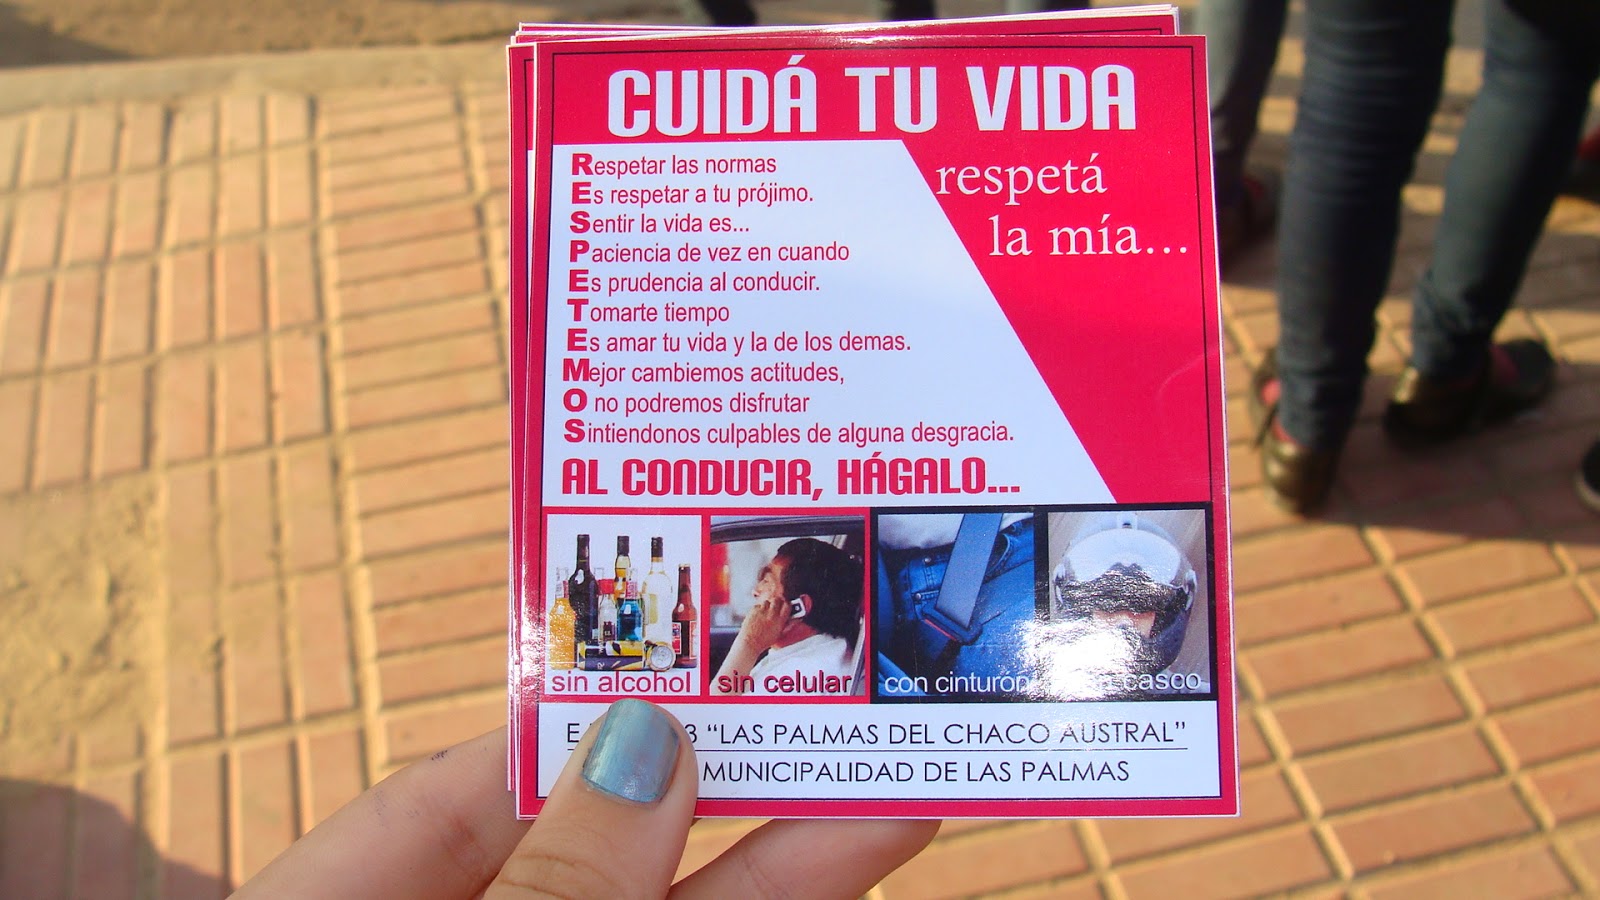 CUIDÁ TU VIDA
respetá
la mía...
Respetar las normas
Es respetar a tu prójimo.
Sentir la vida es...
Paciencia de vez en cuando
Es prudencia al conducir.
Tomarte tiempo
Es amar tu vida y la de los demas.
Mejor cambiemos actitudes,
O no podremos disfrutar
Sintiendonos culpables de alguna desgracia.
AL CONDUCIR, HÁGALO...
sin alcohol
sin celular
con cinturón
casco
"LAS PALMAS DEL CHACO AUSTRAL"
MUNICIPALIDAD DE LAS PALMAS